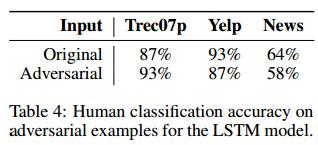 Input Trec07p Yelp News
Original 87% 93% 64%
Adversarial 93% 87% 58%
Table 4: Human classification accuracy on
adversarial examples for the LSTM model.